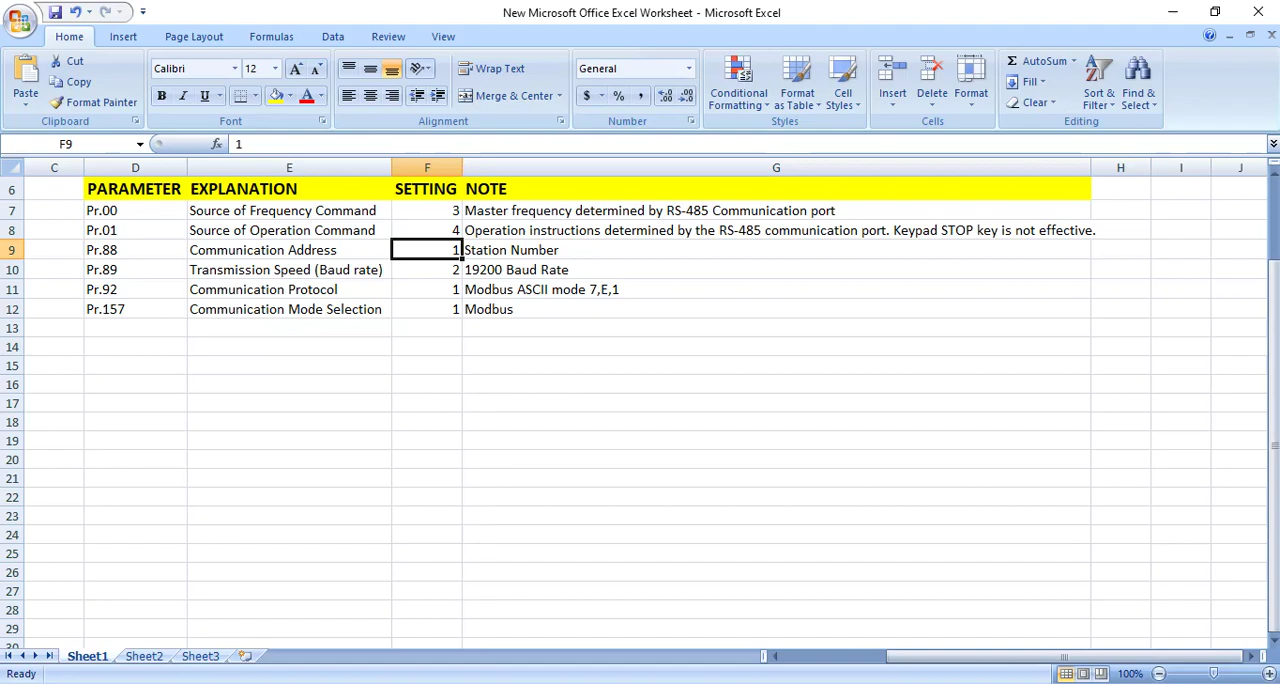 New Microsoft Office Excel Worksheet - Microsoft Excel
Home Insert Page Layout Formulas Data Review View
Paste
Cut
Copy
Format Painter
Clipboard
Calibri 12
B I U
Font
Wrap Text
Merge & Center
Alignment
General
$ % ,
Number
Conditional Formatting
Format as Table
Cell Styles
Styles
Insert Delete Format
Cells
AutoSum
Fill
Clear
Sort & Filter
Find & Select
Editing
F9 fx 1
C D E F G H I J
6 PARAMETER EXPLANATION SETTING NOTE
7 Pr.00 Source of Frequency Command 3 Master frequency determined by RS-485 Communication port
8 Pr.01 Source of Operation Command 4 Operation instructions determined by the RS-485 communication port. Keypad STOP key is not effective.
9 Pr.88 Communication Address 1 Station Number
10 Pr.89 Transmission Speed (Baud rate) 2 19200 Baud Rate
11 Pr.92 Communication Protocol 1 Modbus ASCII mode 7,E,1
12 Pr.157 Communication Mode Selection 1 Modbus
13
14
15
16
17
18
19
20
21
22
23
24
25
26
27
28
29
30
Sheet1 Sheet2 Sheet3
Ready 100%